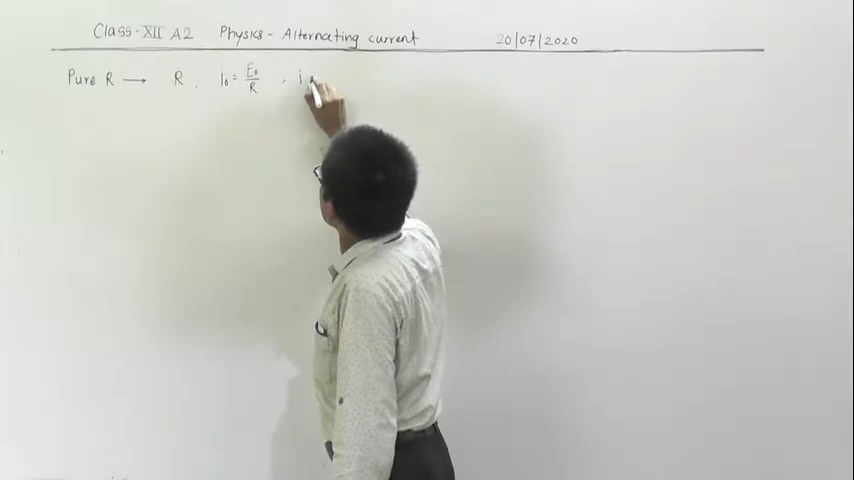 Class-XII A2 Physics - Alternating current 20/07/2020
Pure R → R, I₀ = E₀/R, i